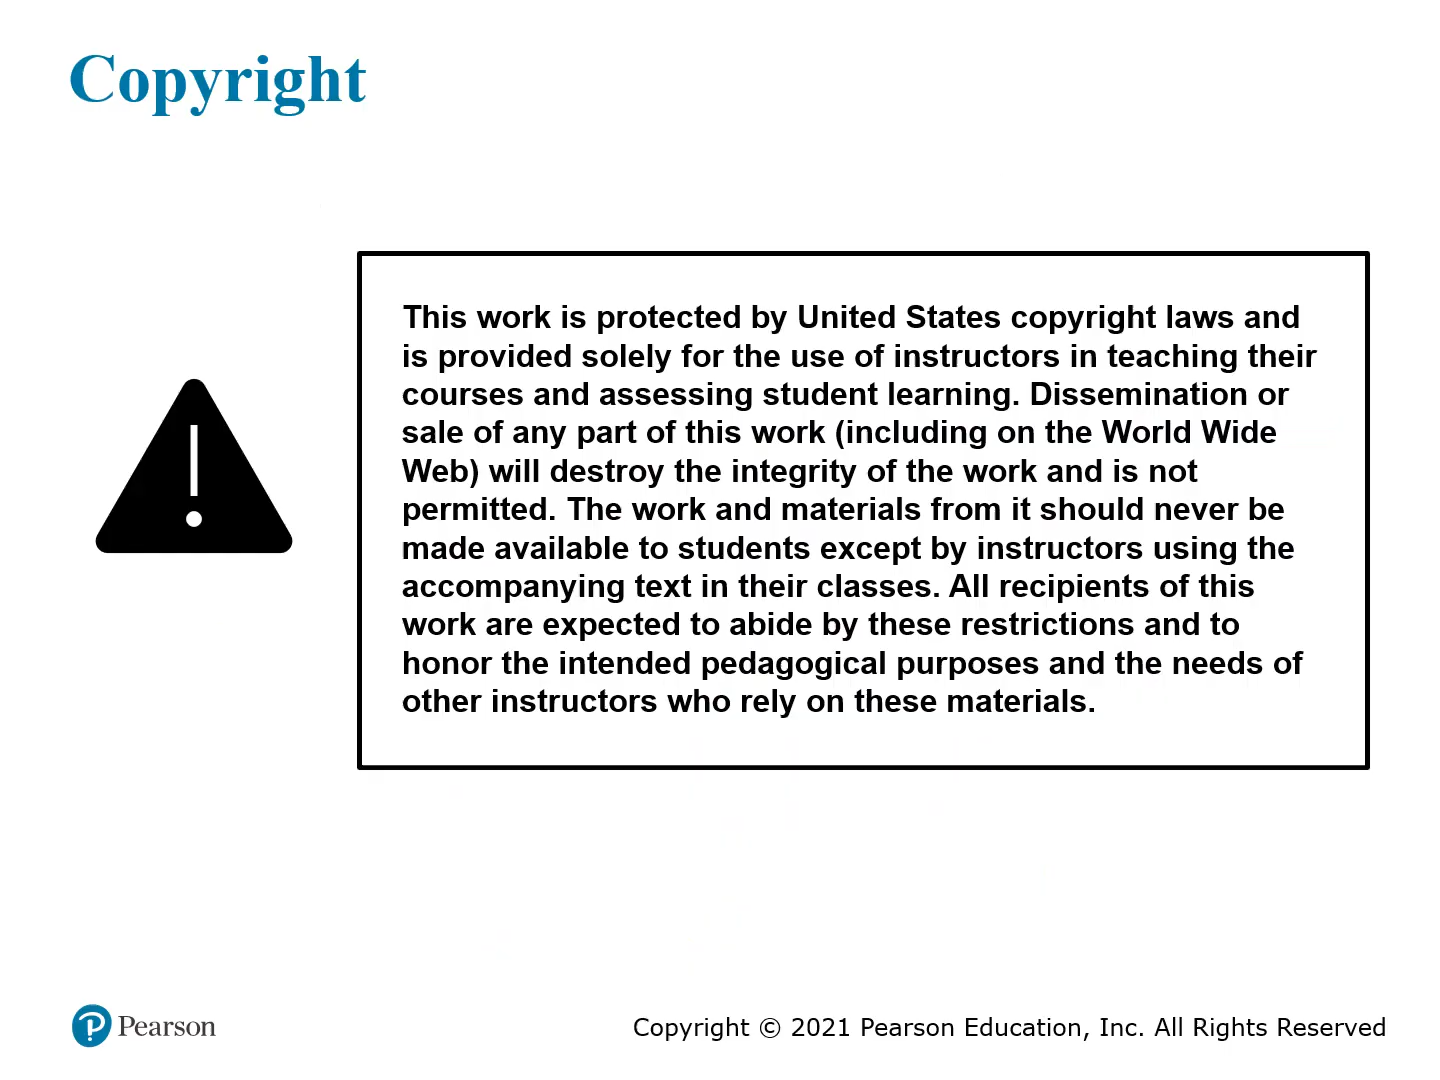 Copyright
This work is protected by United States copyright laws and
is provided solely for the use of instructors in teaching their
courses and assessing student learning. Dissemination or
sale of any part of this work (including on the World Wide
Web) will destroy the integrity of the work and is not
permitted. The work and materials from it should never be
made available to students except by instructors using the
accompanying text in their classes. All recipients of this
work are expected to abide by these restrictions and to
honor the intended pedagogical purposes and the needs of
other instructors who rely on these materials.
Pearson
Copyright © 2021 Pearson Education, Inc. All Rights Reserved